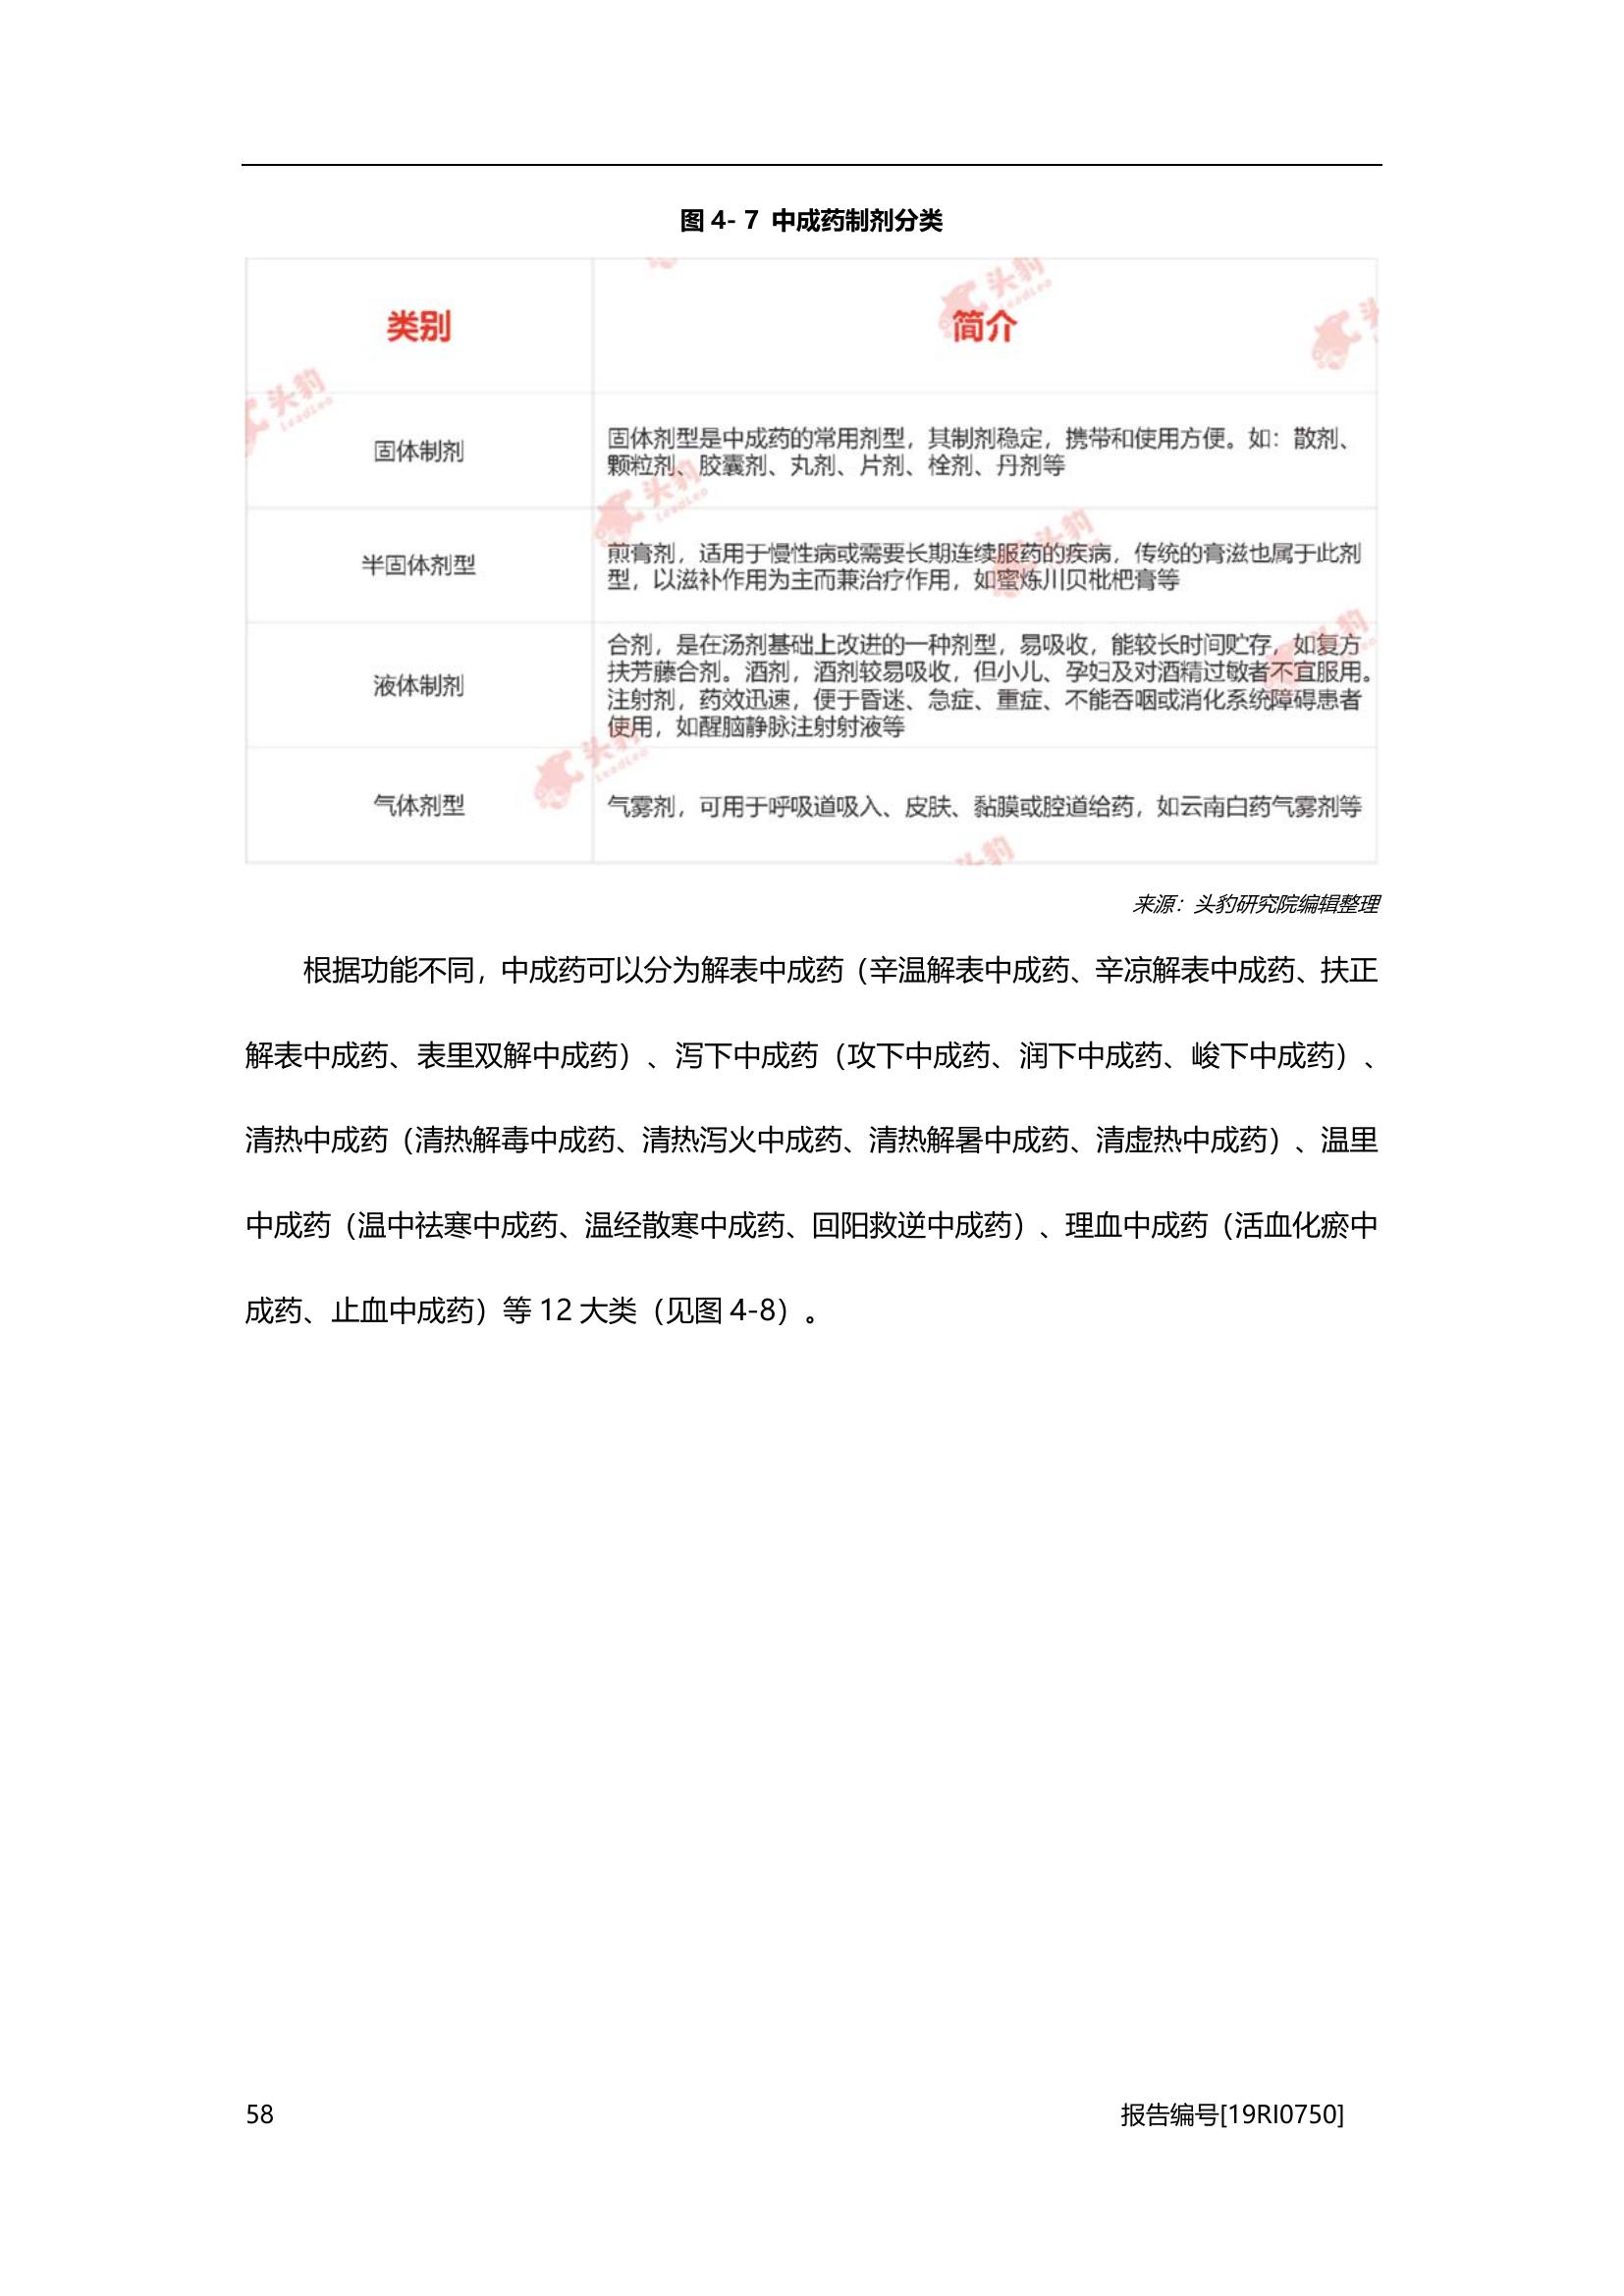 图 4- 7 中成药制剂分类
类别
简介
固体制剂
固体剂型是中成药的常用剂型，其制剂稳定，携带和使用方便。如：散剂、
颗粒剂、胶囊剂、丸剂、片剂、栓剂、丹剂等
半固体剂型
煎膏剂，适用于慢性病或需要长期连续服药的疾病，传统的膏滋也属于此剂
型，以滋补作用为主而兼治疗作用，如蜜炼川贝枇杷膏等
液体制剂
合剂，是在汤剂基础上改进的一种剂型，易吸收，能较长时间贮存，如复方
扶芳藤合剂。酒剂，酒剂较易吸收，但小儿、孕妇及对酒精过敏者不宜服用。
注射剂，药效迅速，便于昏迷、急症、重症、不能吞咽或消化系统障碍患者
使用，如醒脑静脉注射射液等
气体剂型
气雾剂，可用于呼吸道吸入、皮肤、黏膜或腔道给药，如云南白药气雾剂等
头豹
LeadLeo
来源：头豹研究院编辑整理
根据功能不同，中成药可以分为解表中成药（辛温解表中成药、辛凉解表中成药、扶正
解表中成药、表里双解中成药）、泻下中成药（攻下中成药、润下中成药、峻下中成药）、
清热中成药（清热解毒中成药、清热泻火中成药、清热解暑中成药、清虚热中成药）、温里
中成药（温中祛寒中成药、温经散寒中成药、回阳救逆中成药）、理血中成药（活血化瘀中
成药、止血中成药）等 12 大类（见图 4-8）。
58
报告编号[19RI0750]